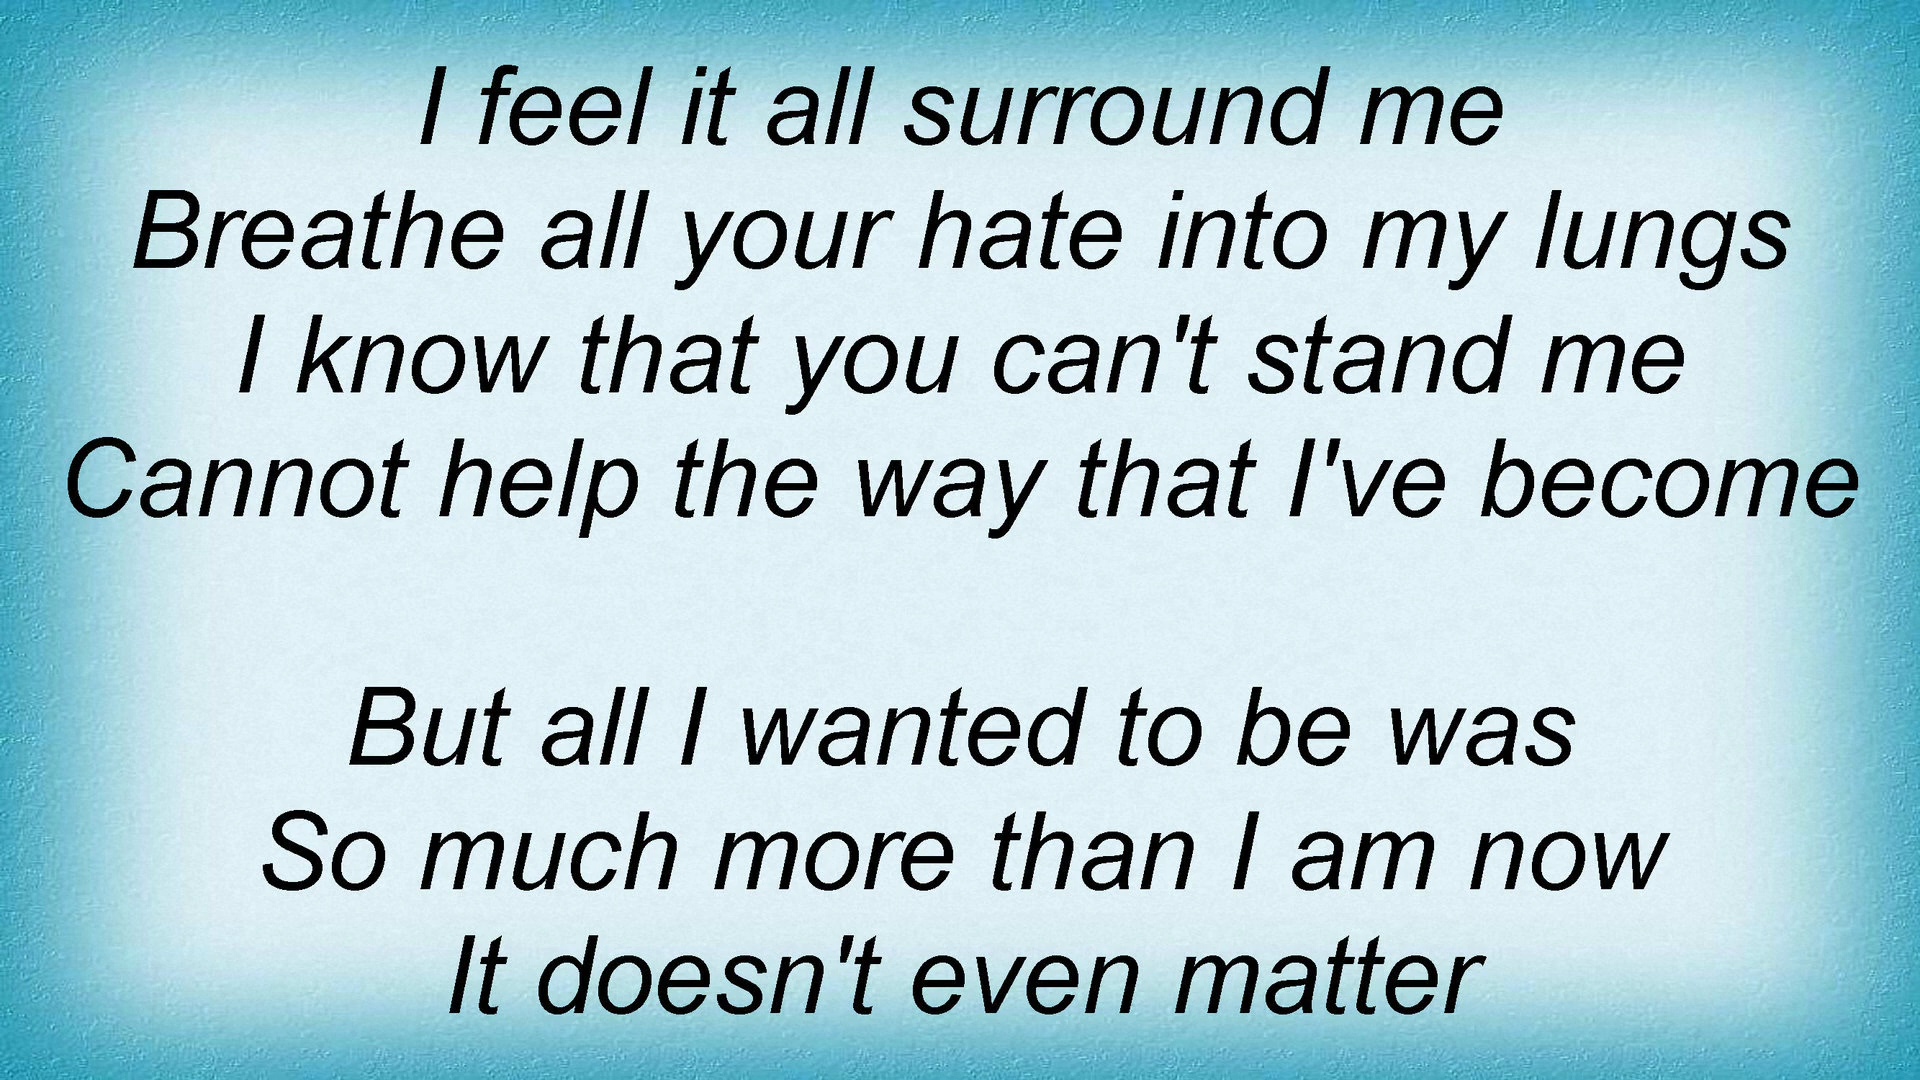 I feel it all surround me
Breathe all your hate into my lungs
I know that you can't stand me
Cannot help the way that I've become
But all I wanted to be was
So much more than I am now
It doesn't even matter